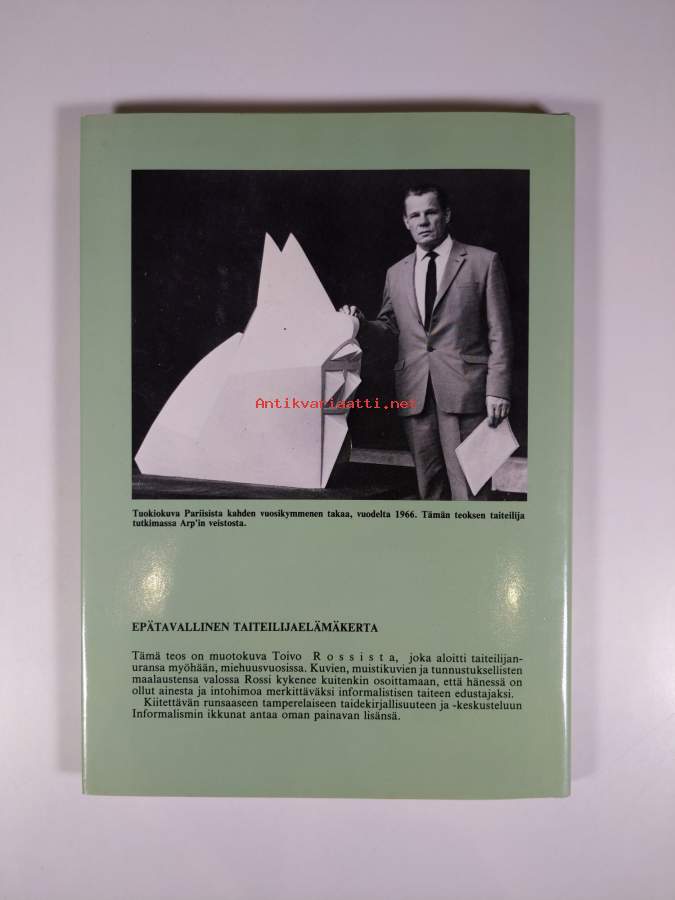 Antikvariaatti.net
Tuokiokuva Pariisista kahden vuosikymmenen takaa, vuodelta 1966. Tämän teoksen taiteilija
tutkimassa Arp'in veistosta.
EPÄTAVALLINEN TAITEILIJAELÄMÄKERTA
Tämä teos on muotokuva Toivo R o s s i s t a, joka aloitti taiteilijan-
uransa myöhään, miehuusvuosissa. Kuvien, muistikuvien ja tunnustuksellisten
maalaustensa valossa Rossi kykenee kuitenkin osoittamaan, että hänessä on
ollut ainesta ja intohimoa merkittäväksi informalistisen taiteen edustajaksi.
Kiitettävän runsaaseen tamperelaiseen taidekirjallisuuteen ja -keskusteluun
Informalismin ikkunat antaa oman painavan lisänsä.